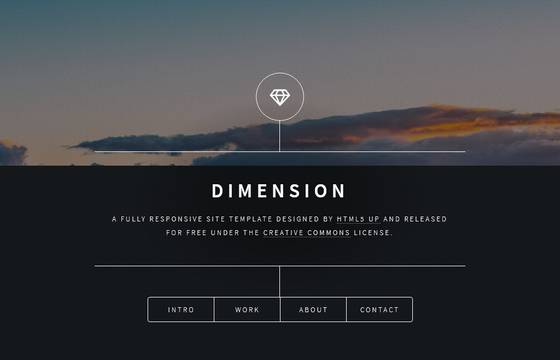 DIMENSION
A FULLY RESPONSIVE SITE TEMPLATE DESIGNED BY HTML5 UP AND RELEASED
FOR FREE UNDER THE CREATIVE COMMONS LICENSE.
INTRO WORK ABOUT CONTACT